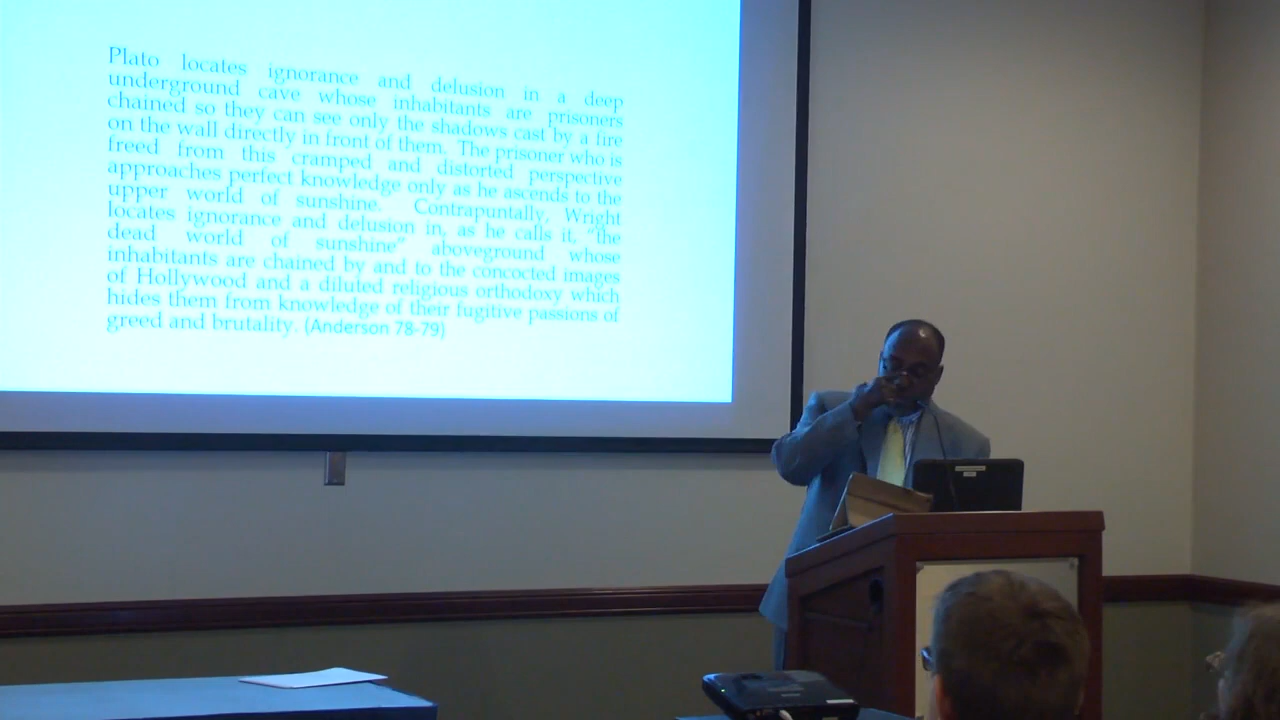 Plato locates ignorance and delusion in a deep
underground cave whose inhabitants are prisoners
chained so they can see only the shadows cast by a fire
on the wall directly in front of them. The prisoner who is
freed from this cramped and distorted perspective
approaches perfect knowledge only as he ascends to the
upper world of sunshine. Contrapuntally, Wright
locates ignorance and delusion in, as he calls it, “the
dead world of sunshine” aboveground whose
inhabitants are chained by and to the concocted images
of Hollywood and a diluted religious orthodoxy which
hides them from knowledge of their fugitive passions of
greed and brutality. (Anderson 78-79)